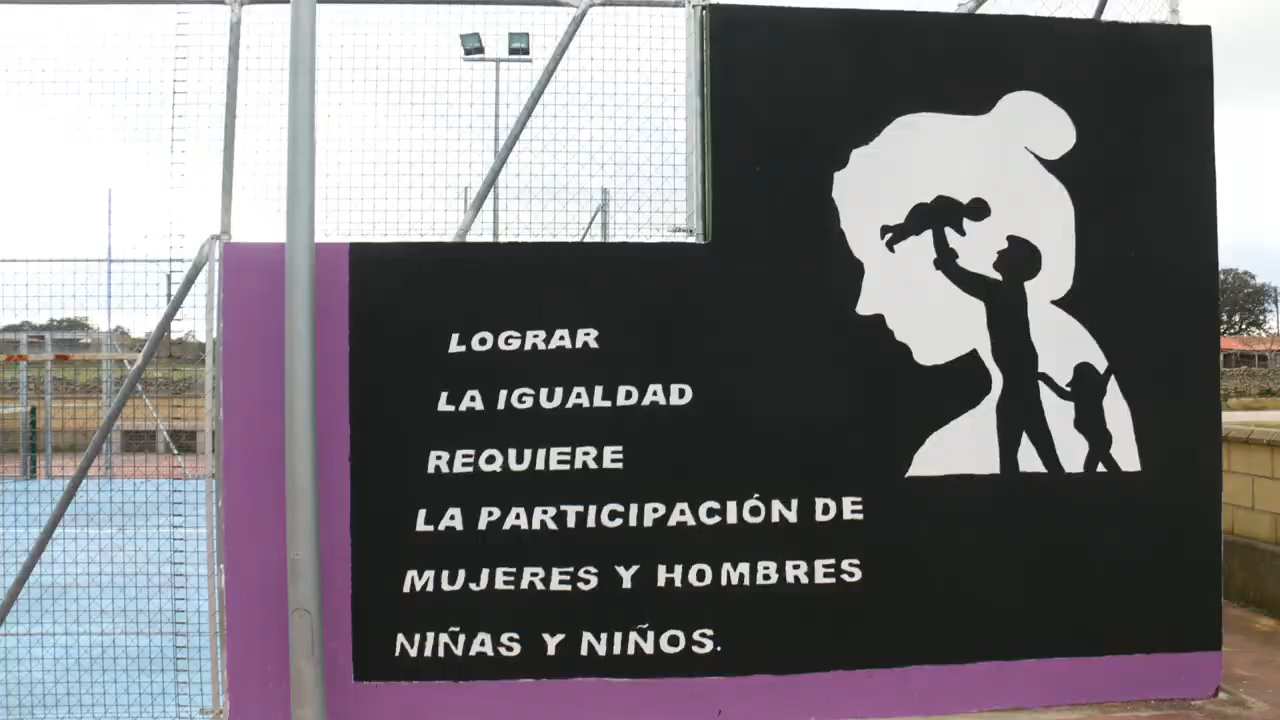 LOGRAR
LA IGUALDAD
REQUIERE
LA PARTICIPACIÓN DE
MUJERES Y HOMBRES
NIÑAS Y NIÑOS.